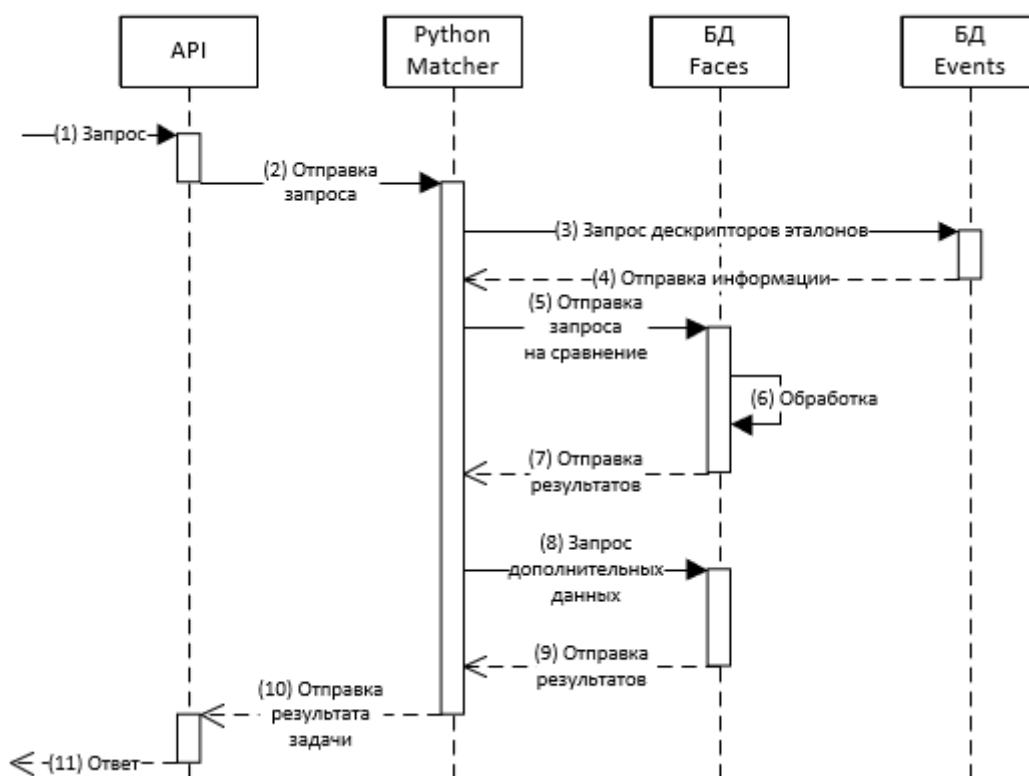 API
Python
Matcher
БД
Faces
БД
Events
(1) Запрос
(2) Отправка
запроса
(3) Запрос дескрипторов эталонов
(4) Отправка информации
(5) Отправка
запроса
на сравнение
(6) Обработка
(7) Отправка
результатов
(8) Запрос
дополнительных
данных
(9) Отправка
результатов
(10) Отправка
результата
задачи
(11) Ответ